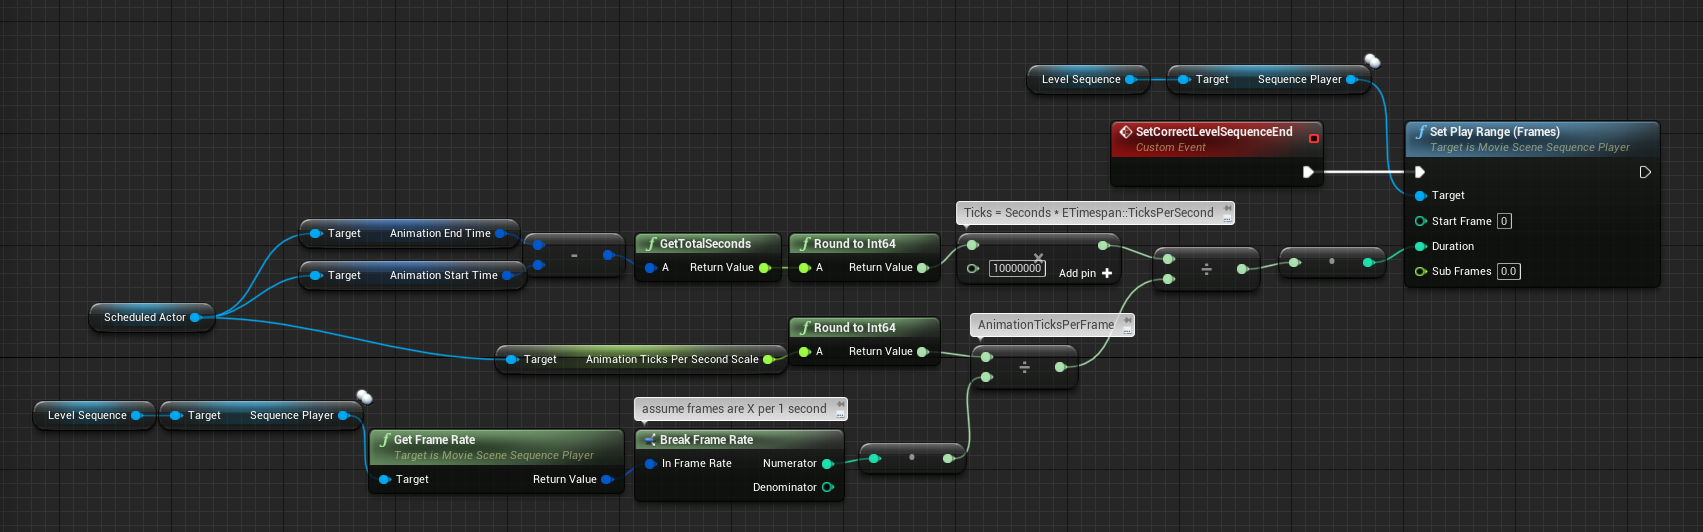 Level Sequence
Target Sequence Player
SetCorrectLevelSequenceEnd
Custom Event
Set Play Range (Frames)
Target is Movie Scene Sequence Player
Target
Start Frame 0
Duration
Sub Frames 0.0
Ticks = Seconds * ETimespan::TicksPerSecond
Target Animation End Time
Target Animation Start Time
-
GetTotalSeconds
A Return Value
Round to Int64
A Return Value
10000000
Add pin +
÷
Scheduled Actor
Target Animation Ticks Per Second Scale
Round to Int64
A Return Value
AnimationTicksPerFrame
÷
Level Sequence
Target Sequence Player
Get Frame Rate
Target is Movie Scene Sequence Player
Target Return Value
assume frames are X per 1 second
Break Frame Rate
In Frame Rate Numerator
Denominator